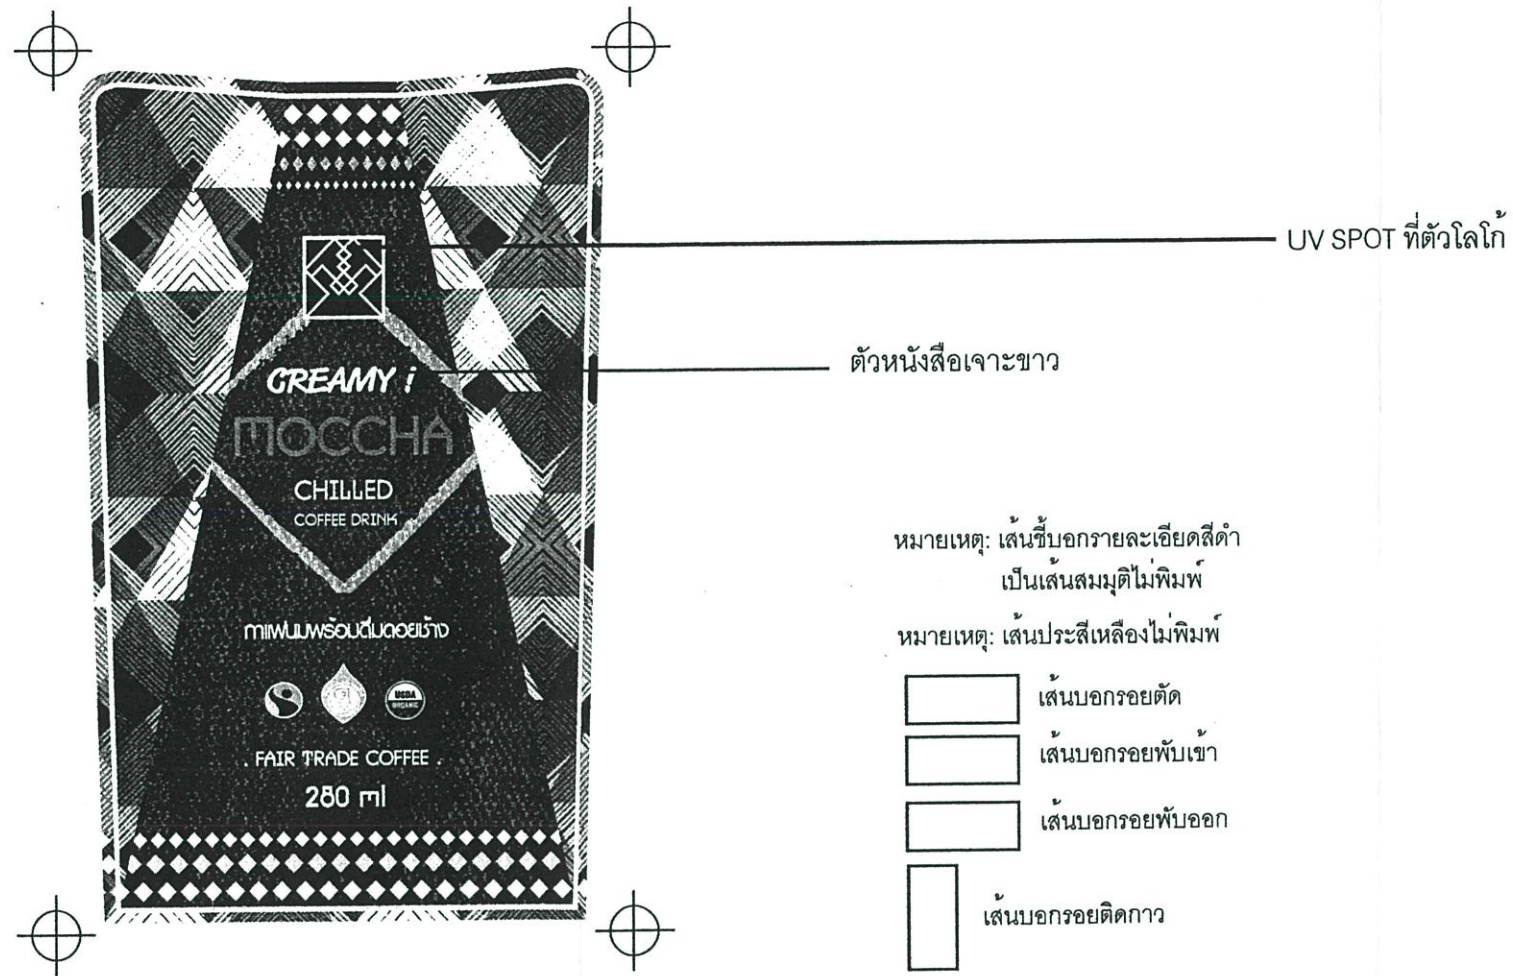 UV SPOT ที่ตัวโลโก้
ตัวหนังสือเจาะขาว
CREAMY i
MOCCHA
CHILLED
COFFEE DRINK
กาแฟนมพร้อมดื่มดอยช้าง
USDA
ORGANIC
. FAIR TRADE COFFEE .
280 ml
หมายเหตุ: เส้นชี้บอกรายละเอียดสีดำ
เป็นเส้นสมมุติไม่พิมพ์
หมายเหตุ: เส้นประสีเหลืองไม่พิมพ์
เส้นบอกรอยตัด
เส้นบอกรอยพับเข้า
เส้นบอกรอยพับออก
เส้นบอกรอยติดกาว